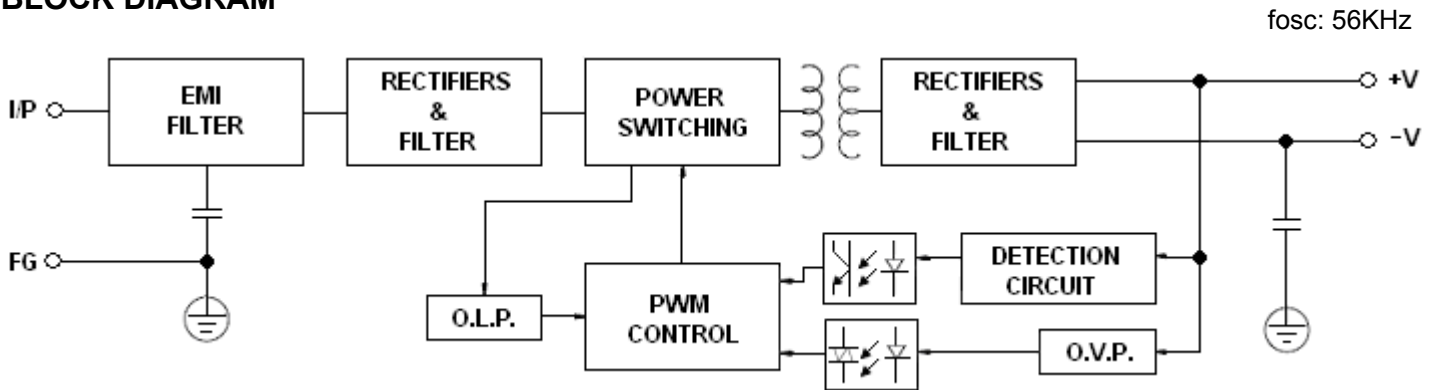 BLOCK DIAGRAM
fosc: 56KHz
I/P
EMI
FILTER
RECTIFIERS
&
FILTER
POWER
SWITCHING
RECTIFIERS
&
FILTER
+V
-V
FG
O.L.P.
PWM
CONTROL
DETECTION
CIRCUIT
O.V.P.